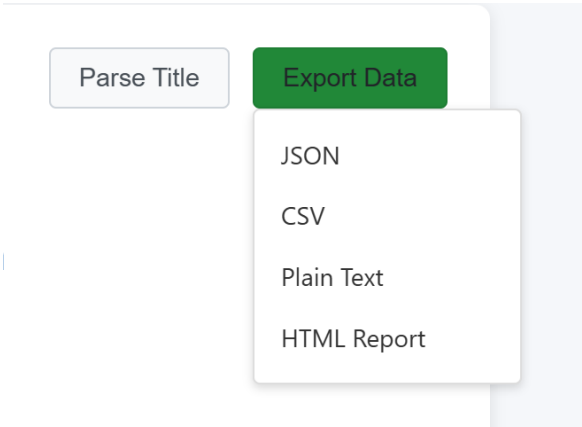 Parse Title
Export Data
JSON
CSV
Plain Text
HTML Report